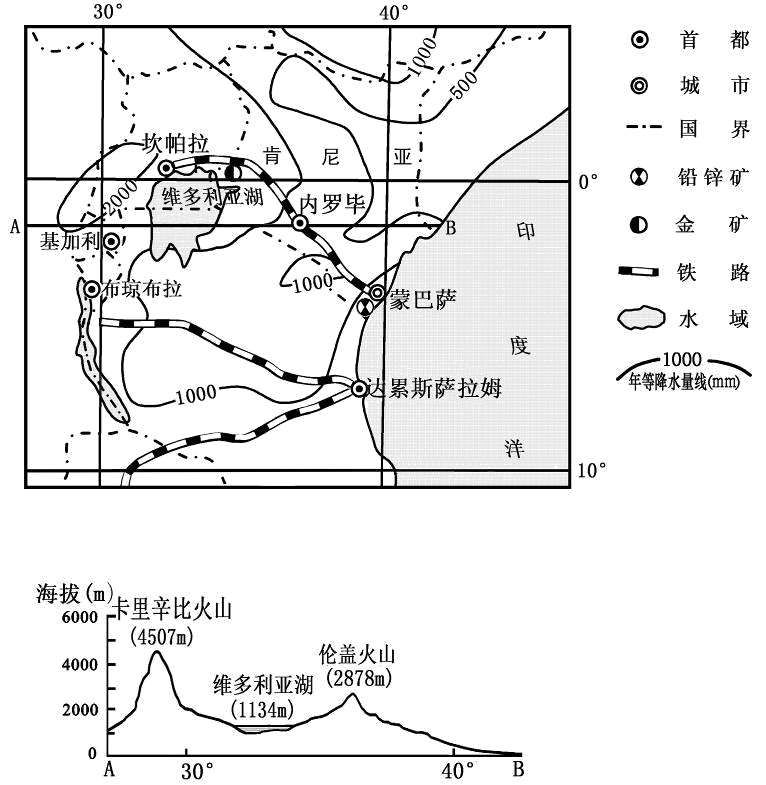 30°
40°
1000
500
坎帕拉
肯尼亚
0°
2000
维多利亚湖
内罗毕
A
B
印
基加利
布琼布拉
1000
蒙巴萨
度
1000
达累斯萨拉姆
洋
10°
首都
城市
国界
铅锌矿
金矿
铁路
水域
1000
年等降水量线(mm)
海拔(m)
卡里辛比火山
(4507m)
6000
4000
2000
0
维多利亚湖
(1134m)
伦盖火山
(2878m)
A
30°
40°
B